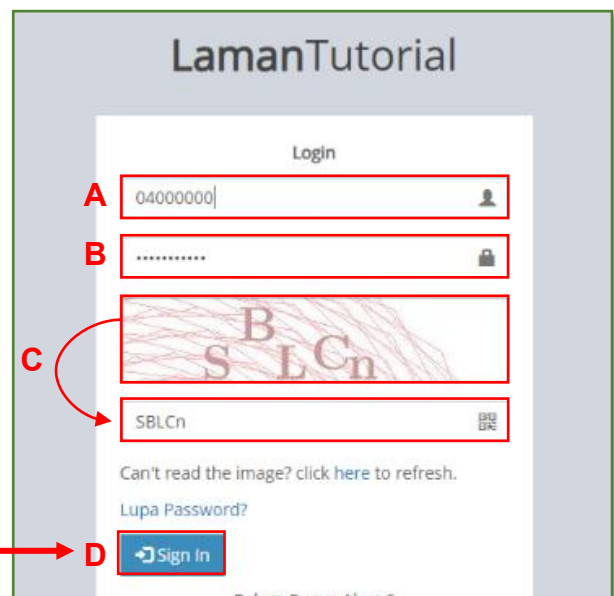 LamanTutorial
Login
A 04000000
B ...........
SBLCn
C
SBLCn
Can't read the image? click here to refresh.
Lupa Password?
D Sign In